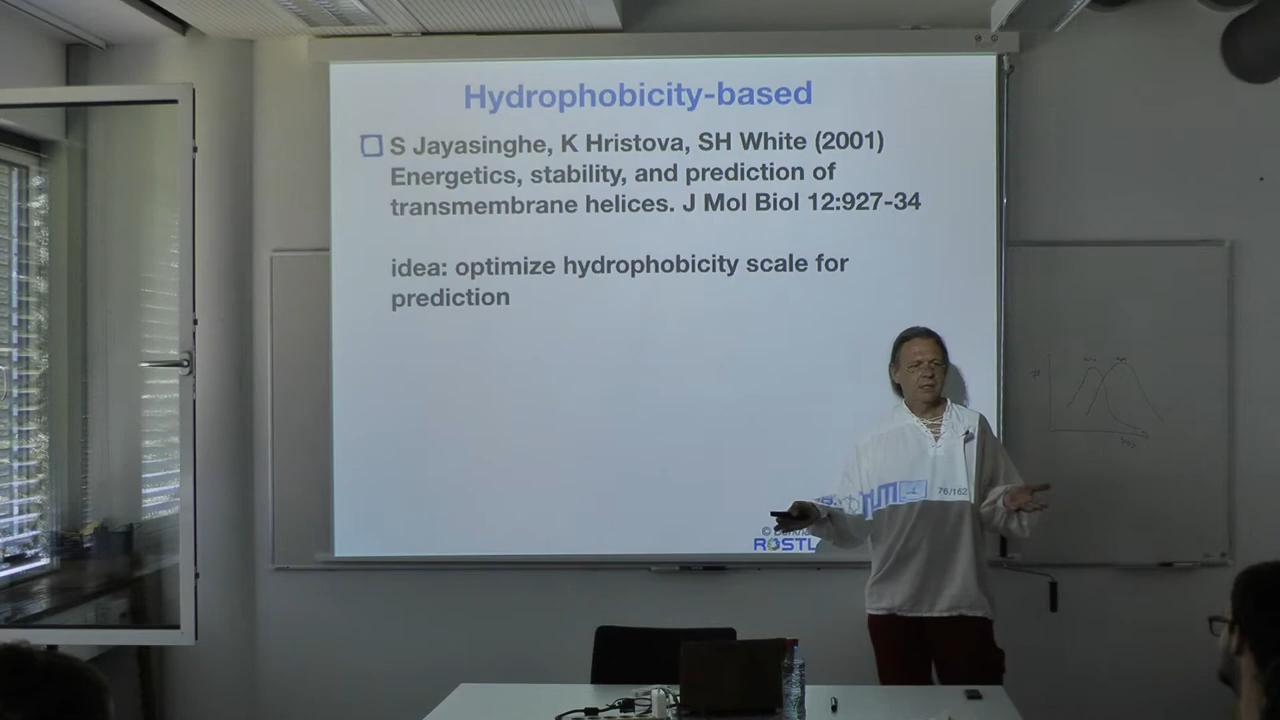 Hydrophobicity-based
S Jayasinghe, K Hristova, SH White (2001)
Energetics, stability, and prediction of
transmembrane helices. J Mol Biol 12:927-34
idea: optimize hydrophobicity scale for
prediction
76/162
©
ROSTL